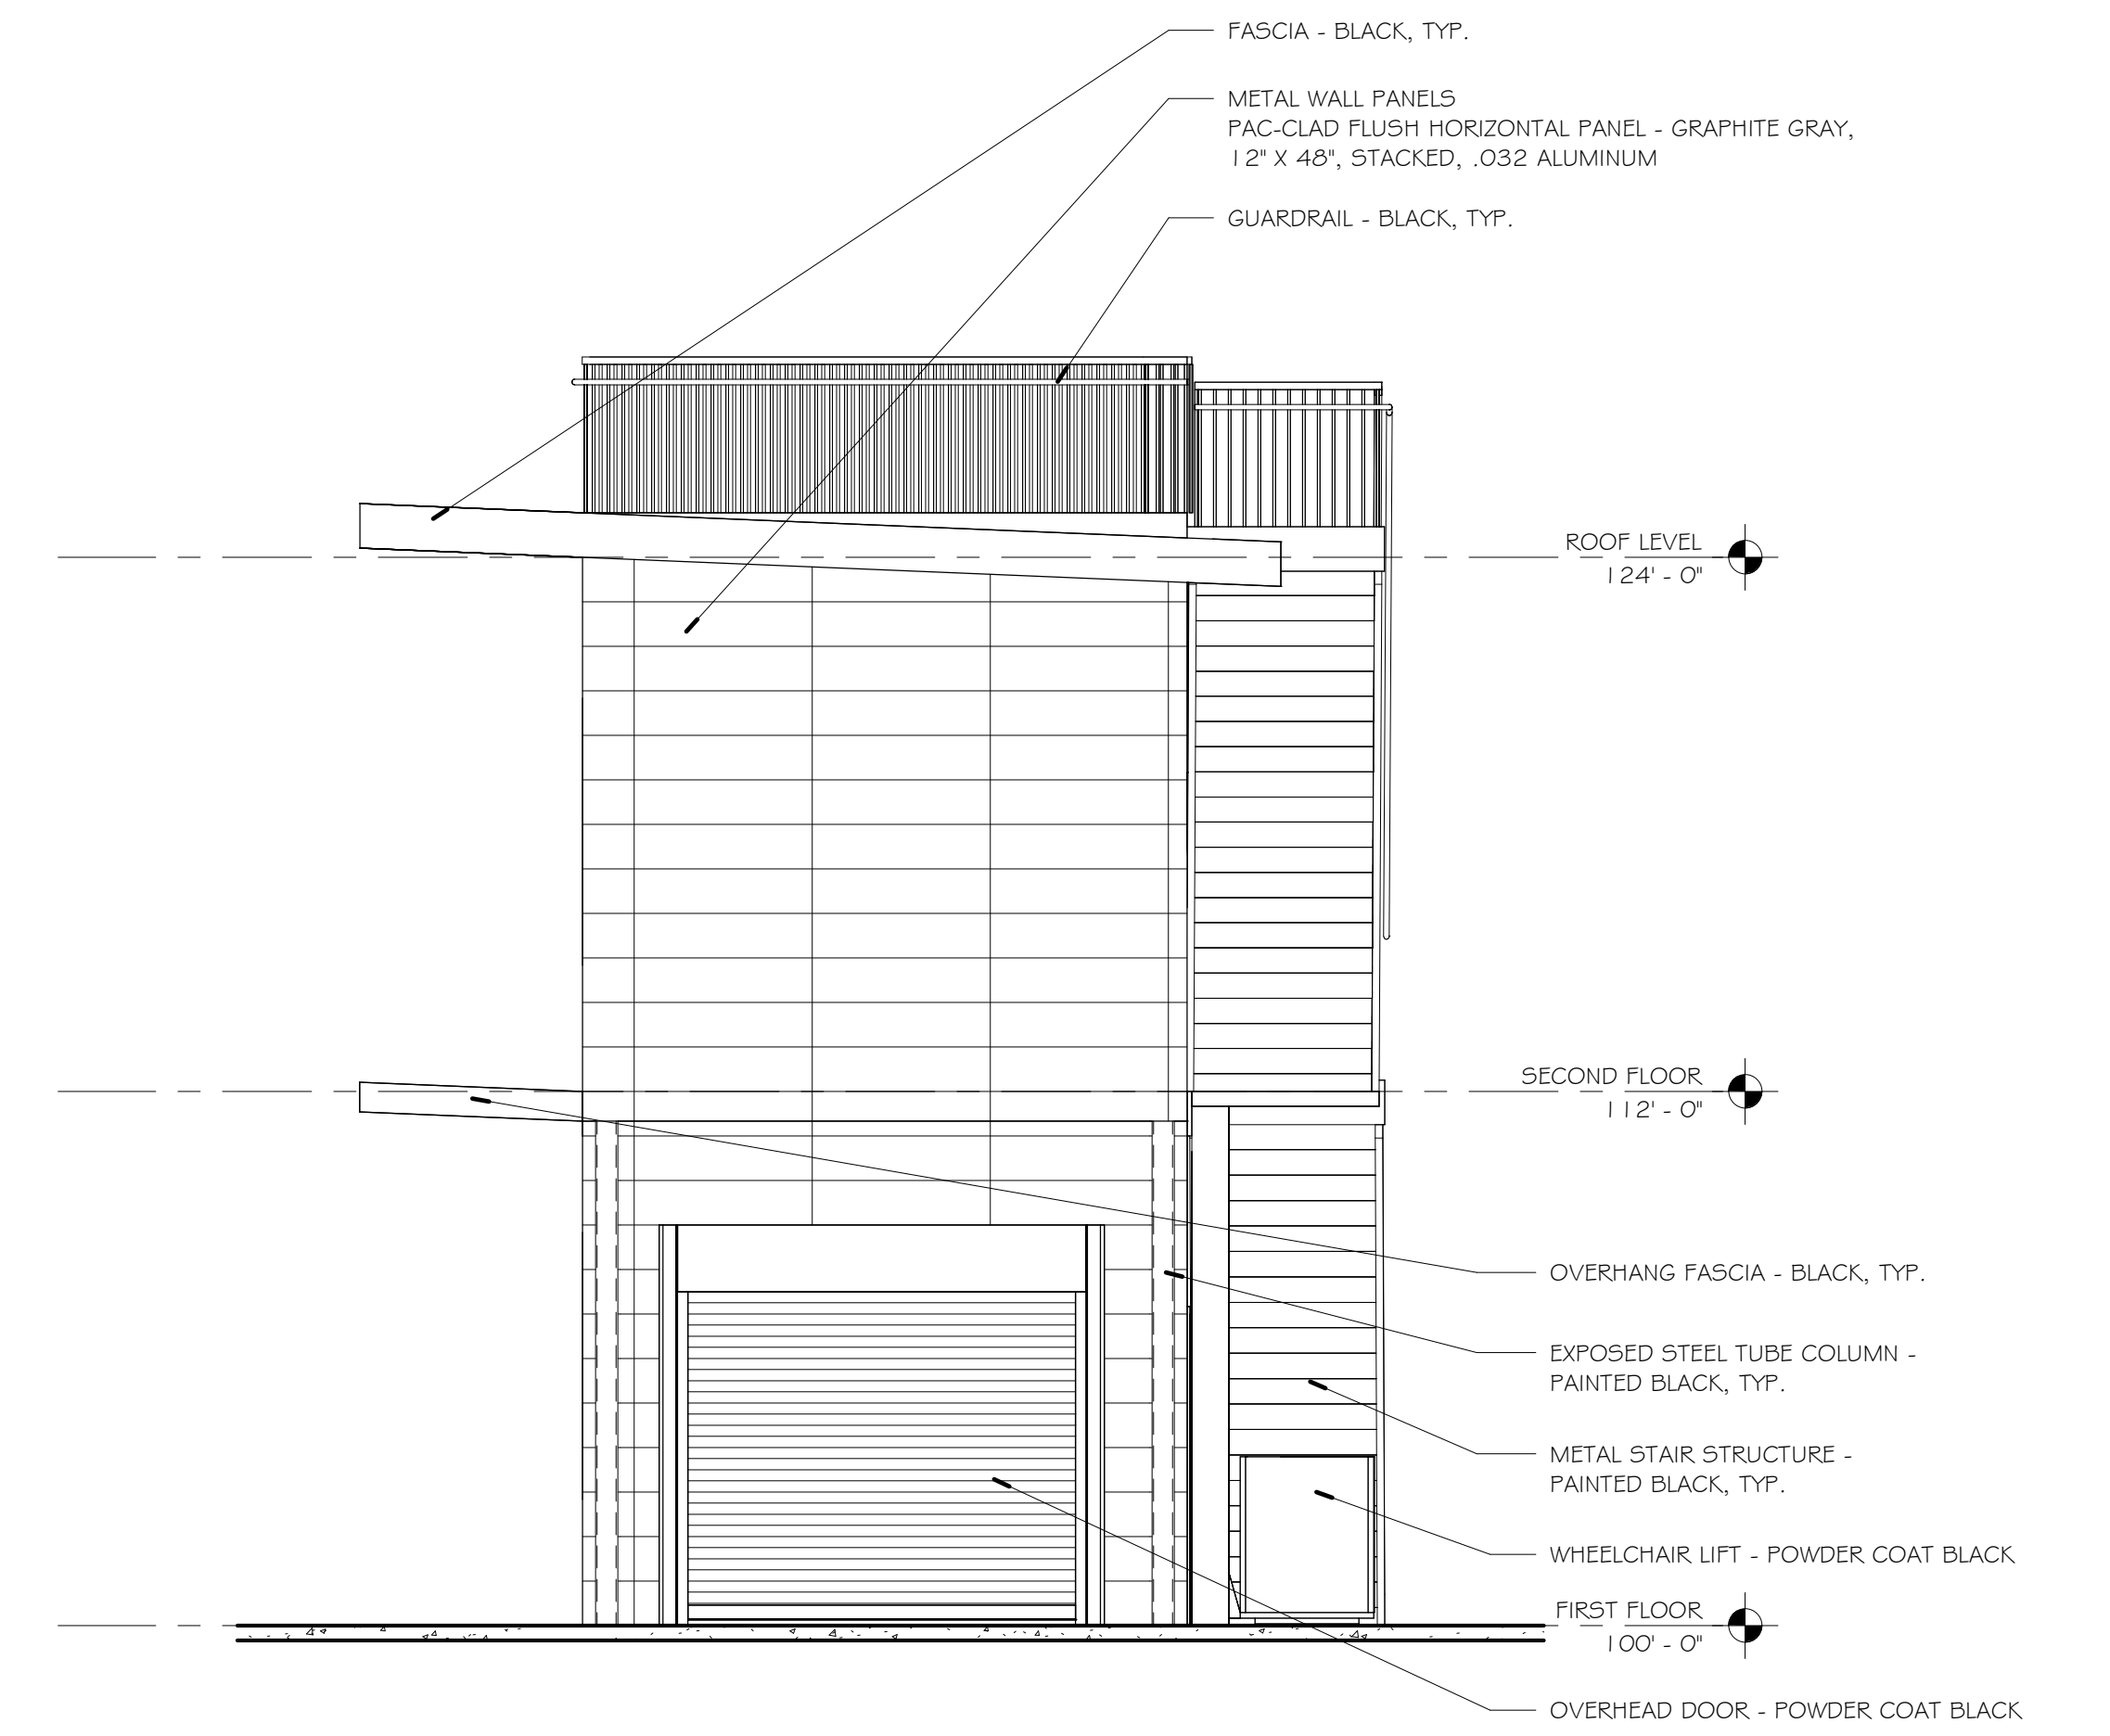 FASCIA - BLACK, TYP.
METAL WALL PANELS
PAC-CLAD FLUSH HORIZONTAL PANEL - GRAPHITE GRAY,
12" X 48", STACKED, .032 ALUMINUM
GUARDRAIL - BLACK, TYP.
ROOF LEVEL
124' - 0"
SECOND FLOOR
112' - 0"
OVERHANG FASCIA - BLACK, TYP.
EXPOSED STEEL TUBE COLUMN -
PAINTED BLACK, TYP.
METAL STAIR STRUCTURE -
PAINTED BLACK, TYP.
WHEELCHAIR LIFT - POWDER COAT BLACK
FIRST FLOOR
100' - 0"
OVERHEAD DOOR - POWDER COAT BLACK